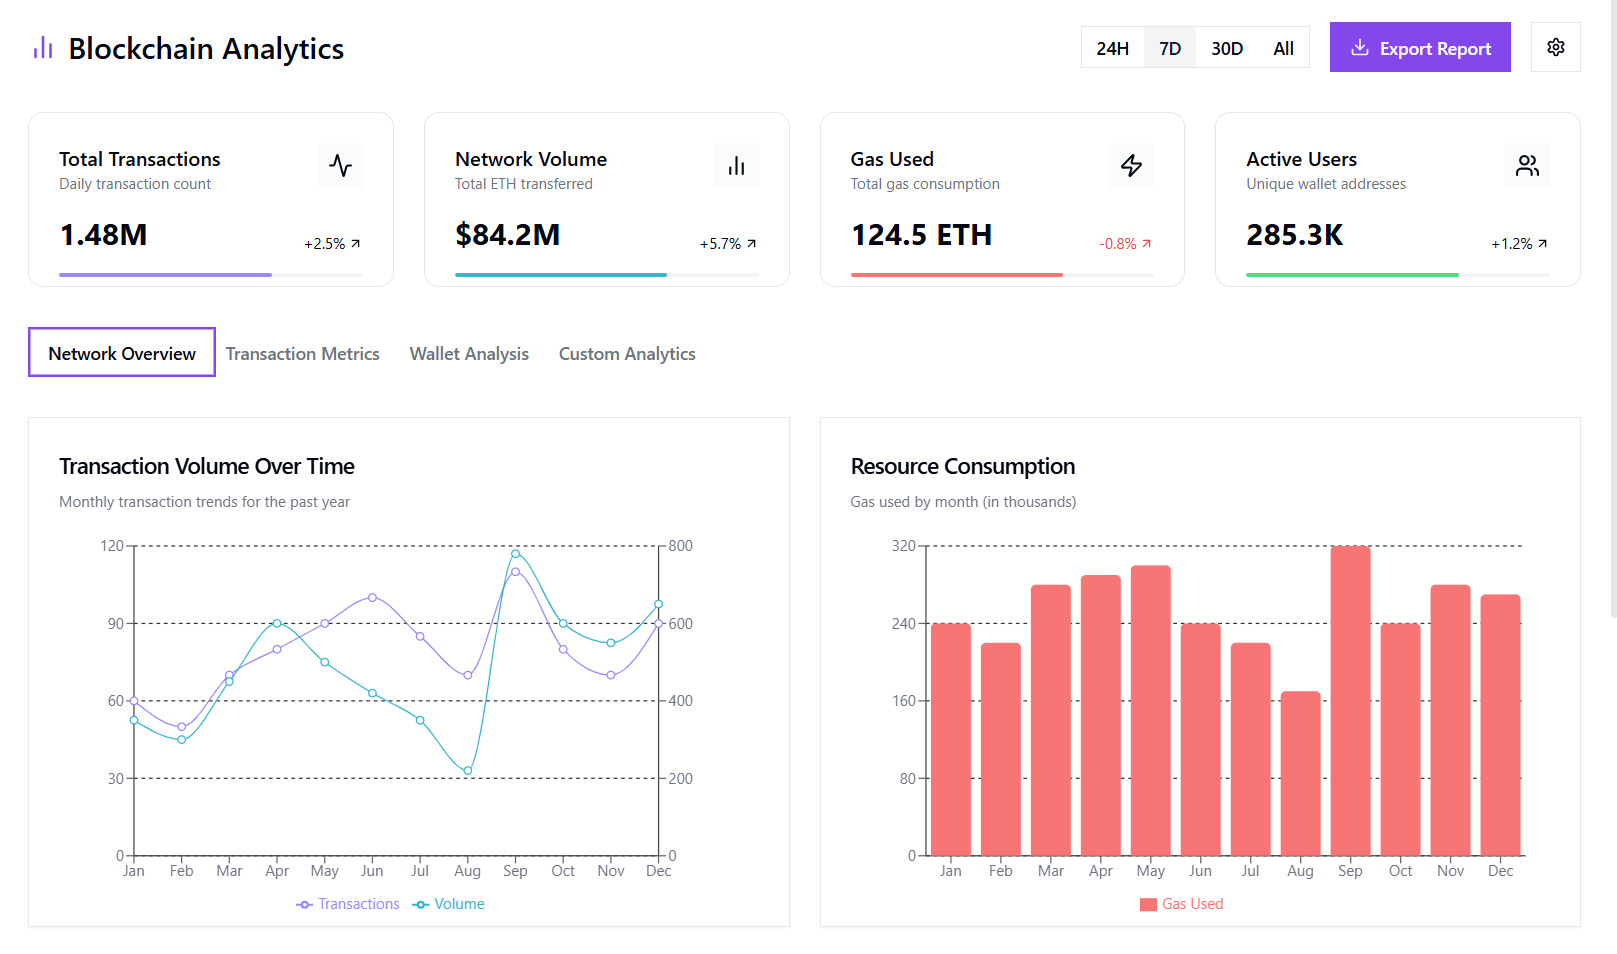 Blockchain Analytics
24H 7D 30D All
Export Report
Total Transactions
Daily transaction count
1.48M
+2.5%
Network Volume
Total ETH transferred
$84.2M
+5.7%
Gas Used
Total gas consumption
124.5 ETH
-0.8%
Active Users
Unique wallet addresses
285.3K
+1.2%
Network Overview Transaction Metrics Wallet Analysis Custom Analytics
Transaction Volume Over Time
Monthly transaction trends for the past year
120 800
90 600
60 400
30 200
0 0
Jan Feb Mar Apr May Jun Jul Aug Sep Oct Nov Dec
Transactions Volume
Resource Consumption
Gas used by month (in thousands)
320
240
160
80
0
Jan Feb Mar Apr May Jun Jul Aug Sep Oct Nov Dec
Gas Used